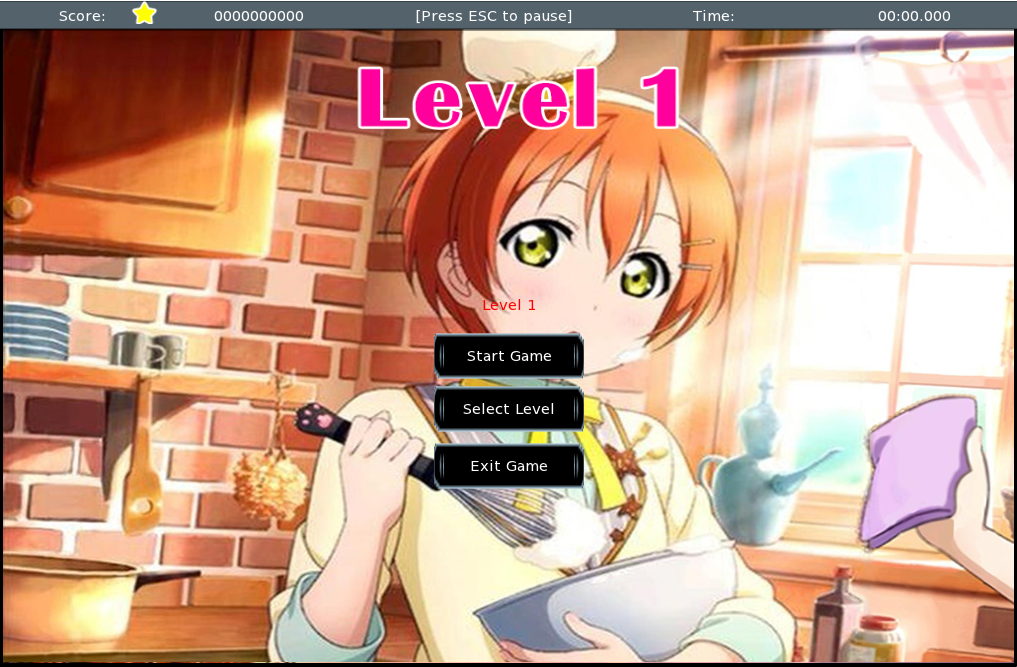 Score: 0000000000 [Press ESC to pause] Time: 00:00.000
Level 1
Level 1
Start Game
Select Level
Exit Game